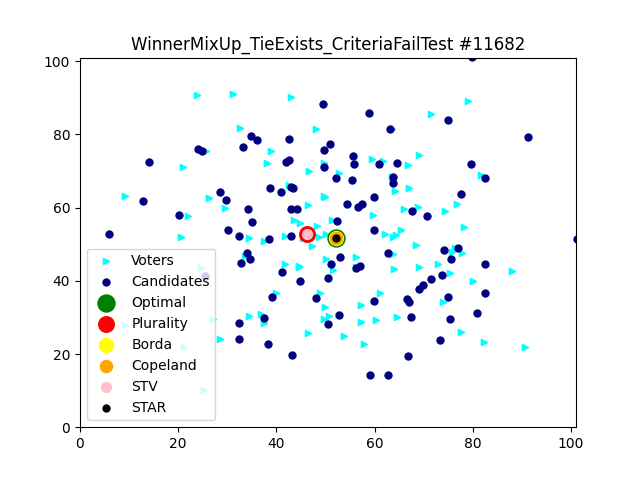 WinnerMixUp_TieExists_CriteriaFailTest #11682
100
80
60
40
20
0
Voters
Candidates
Optimal
Plurality
Borda
Copeland
STV
STAR
0 20 40 60 80 100